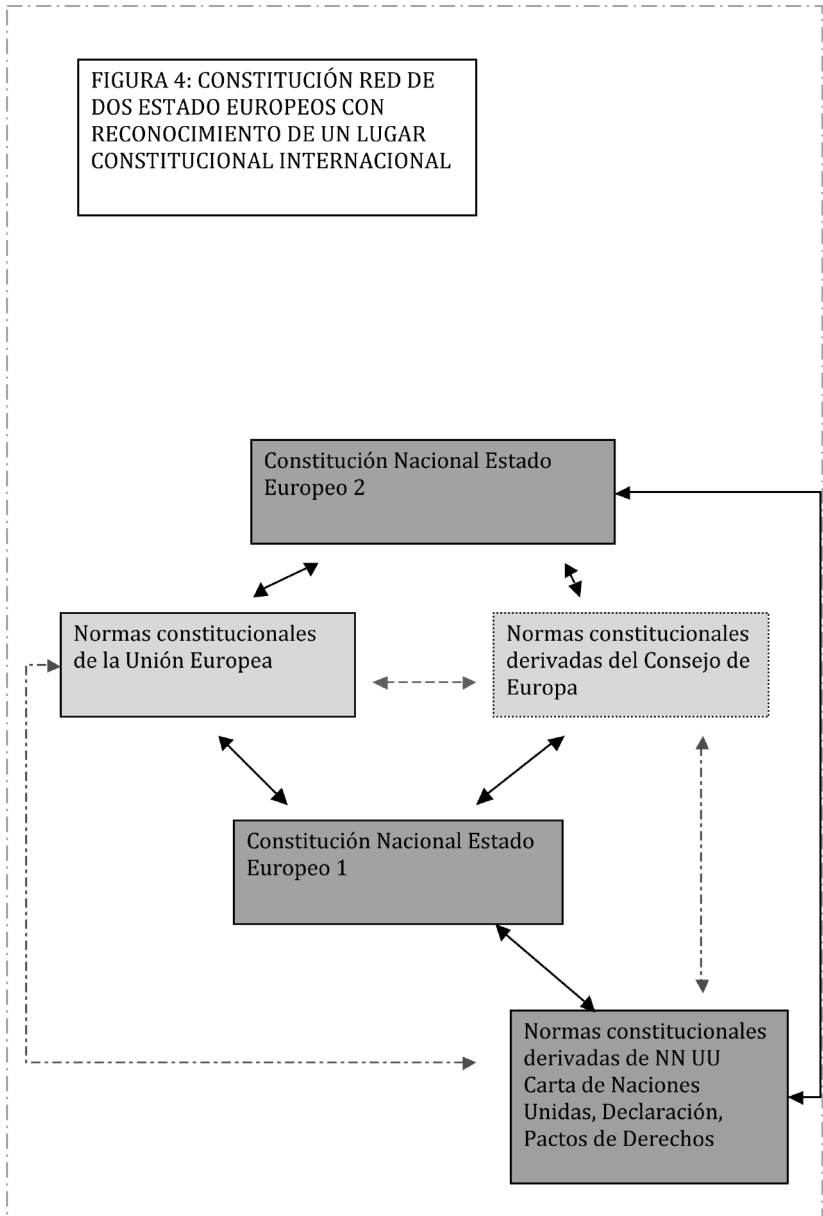 FIGURA 4: CONSTITUCIÓN RED DE
DOS ESTADO EUROPEOS CON
RECONOCIMIENTO DE UN LUGAR
CONSTITUCIONAL INTERNACIONAL
Constitución Nacional Estado
Europeo 2
Normas constitucionales
de la Unión Europea
Normas constitucionales
derivadas del Consejo de
Europa
Constitución Nacional Estado
Europeo 1
Normas constitucionales
derivadas de NN UU
Carta de Naciones
Unidas, Declaración,
Pactos de Derechos